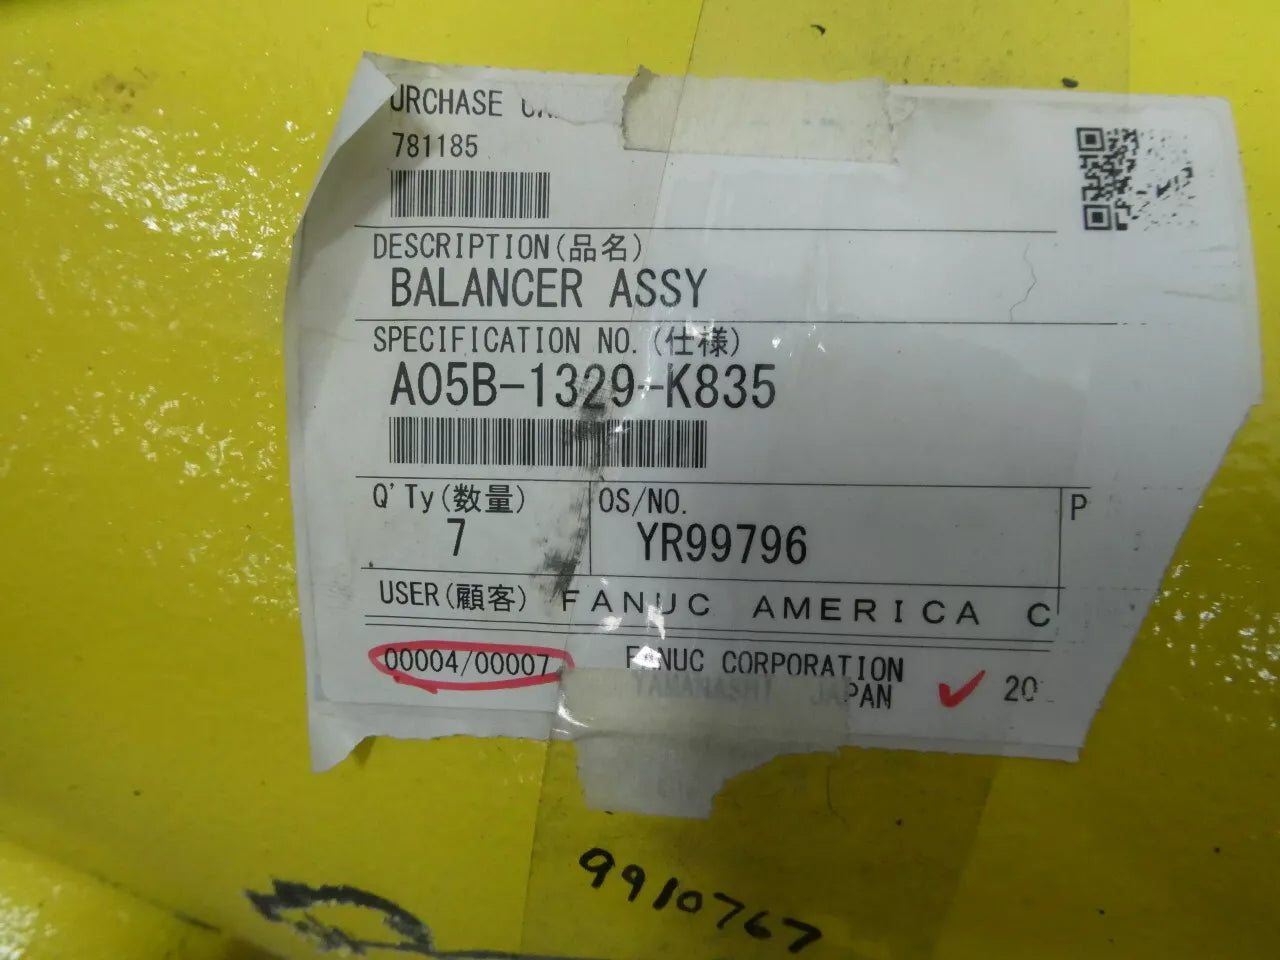 URCHASE
781185
DESCRIPTION(品名)
BALANCER ASSY
SPECIFICATION NO.(仕様)
A05B-1329-K835
Q'Ty(数量) OS/NO. P
7 YR99796
USER(顧客) FANUC AMERICA C
00004/00007 FANUC CORPORATION
YAMANASHI JAPAN 20
9910767